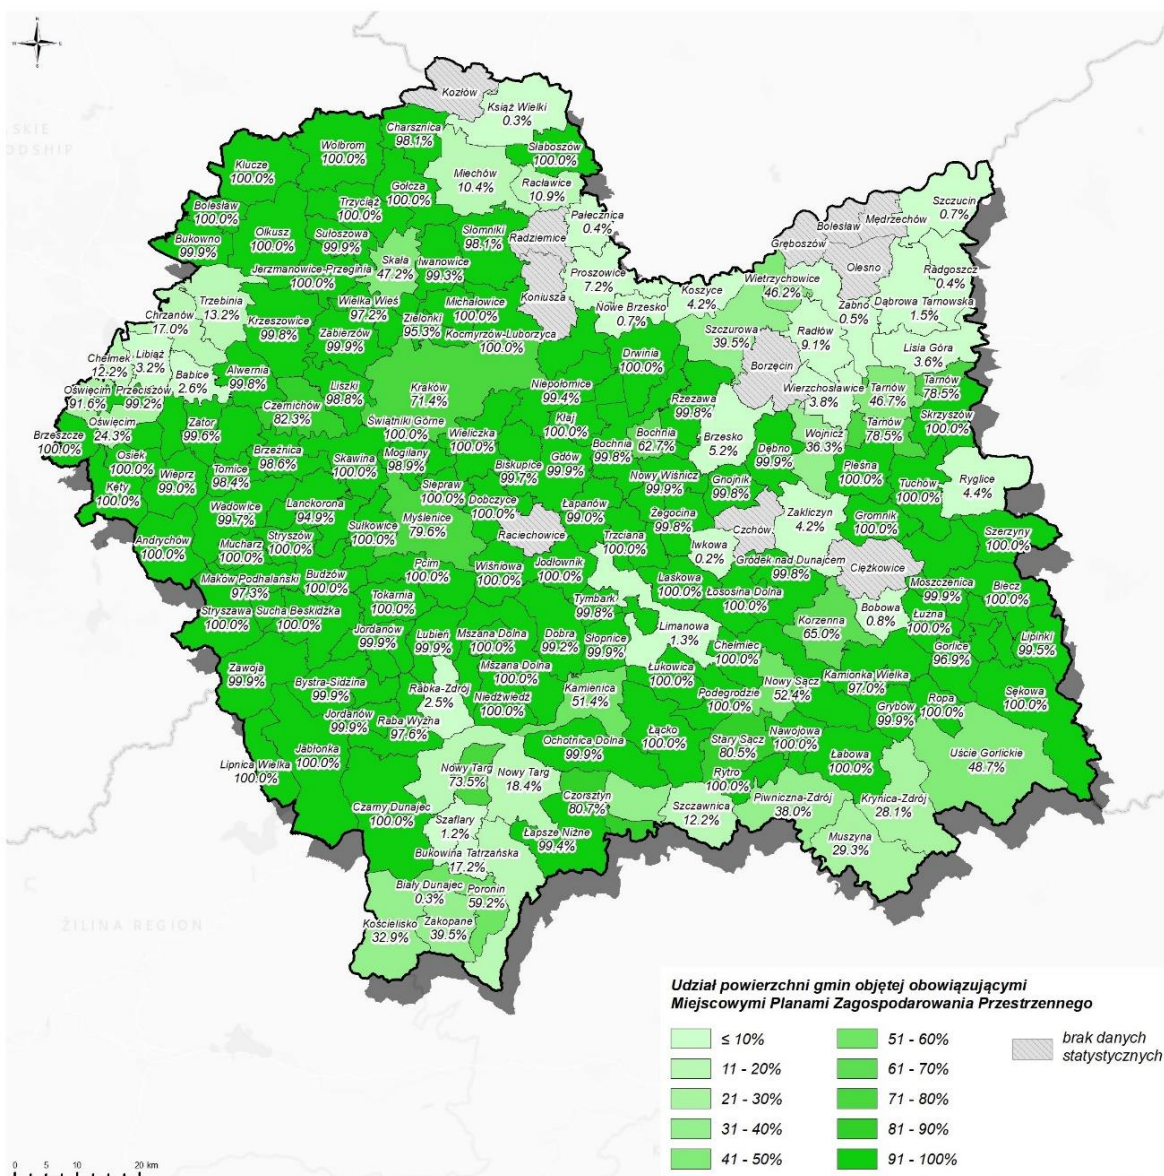 N
W
E
S
SKIE
ODSHIP
Kozłów
Książ Wielki
0.3%
Charsznica
98.1%
Słaboszów
100.0%
Wolbrom
100.0%
Klucze
100.0%
Miechów
10.4%
Racławice
10.9%
Gołcza
100.0%
Trzyciąż
100.0%
Bolesław
100.0%
Pałecznica
0.4%
Szczucin
0.7%
Mędrzechów
Bolesław
Gręboszów
Olkusz
100.0%
Sułoszowa
99.9%
Słomniki
98.1%
Radziemice
Bukowno
99.9%
Skała
47.2%
Iwanowice
99.3%
Jerzmanowice-Przeginia
100.0%
Proszowice
7.2%
Wietrzychowice
46.2%
Olesno
Radgoszcz
0.4%
Trzebinia
13.2%
Wielka Wieś
97.2%
Michałowice
100.0%
Koniusza
Koszyce
4.2%
Żabno
0.5%
Dąbrowa Tarnowska
1.5%
Chrzanów
17.0%
Krzeszowice
99.8%
Zabierzów
99.9%
Zielonki
95.3%
Kocmyrzów-Luborzyca
100.0%
Nowe Brzesko
0.7%
Szczurowa
39.5%
Radłów
9.1%
Lisia Góra
3.6%
Chełmek
12.2%
Libiąż
3.2%
Babice
2.6%
Alwernia
99.8%
Liszki
98.8%
Kraków
71.4%
Drwinia
100.0%
Borzęcin
Oświęcim
91.6%
Przeciszów
99.2%
Niepołomice
99.4%
Rzezawa
99.8%
Wierzchosławice
3.8%
Tarnów
46.7%
Tarnów
78.5%
Oświęcim
24.3%
Zator
99.6%
Czernichów
82.3%
Świątniki Górne
100.0%
Wieliczka
100.0%
Kłaj
100.0%
Bochnia
99.8%
Bochnia
62.7%
Brzesko
5.2%
Dębno
99.9%
Wojnicz
36.3%
Tarnów
78.5%
Skrzyszów
100.0%
Brzeszcze
100.0%
Osiek
100.0%
Wieprz
99.0%
Tomice
98.4%
Brzeźnica
98.6%
Skawina
100.0%
Mogilany
98.9%
Biskupice
99.7%
Gdów
99.9%
Nowy Wiśnicz
99.9%
Gnojnik
99.8%
Pleśna
100.0%
Tuchów
100.0%
Ryglice
4.4%
Kęty
100.0%
Wadowice
99.7%
Lanckorona
94.9%
Siepraw
100.0%
Dobczyce
100.0%
Łapanów
99.0%
Żegocina
99.8%
Zakliczyn
4.2%
Gromnik
100.0%
Andrychów
100.0%
Mucharz
100.0%
Stryszów
100.0%
Sułkowice
100.0%
Myślenice
79.6%
Raciechowice
Trzciana
100.0%
Iwkowa
0.2%
Czchów
Szerzyny
100.0%
Maków Podhalański
97.3%
Budzów
100.0%
Pcim
100.0%
Wiśniowa
100.0%
Jodłownik
100.0%
Laskowa
100.0%
Gródek nad Dunajcem
99.8%
Ciężkowice
Łososina Dolna
100.0%
Moszczenica
99.9%
Biecz
100.0%
Stryszawa
100.0%
Sucha Beskidzka
100.0%
Tokarnia
100.0%
Tymbark
99.8%
Bobowa
0.8%
Łużna
100.0%
Jordanów
99.9%
Lubień
99.9%
Mszana Dolna
100.0%
Dobra
99.2%
Słopnice
99.9%
Limanowa
1.3%
Chełmiec
100.0%
Korzenna
65.0%
Gorlice
96.9%
Lipinki
99.5%
Zawoja
99.9%
Bystra-Sidzina
99.9%
Rabka-Zdrój
2.5%
Mszana Dolna
100.0%
Niedźwiedź
100.0%
Kamienica
51.4%
Łukowica
100.0%
Podegrodzie
100.0%
Nowy Sącz
52.4%
Kamionka Wielka
97.0%
Grybów
99.9%
Ropa
100.0%
Sękowa
100.0%
Jordanów
99.9%
Raba Wyżna
97.6%
Ochotnica Dolna
99.9%
Łącko
100.0%
Stary Sącz
80.5%
Nawojowa
100.0%
Łabowa
100.0%
Uście Gorlickie
48.7%
Jabłonka
100.0%
Lipnica Wielka
100.0%
Nowy Targ
73.5%
Nowy Targ
18.4%
Czorsztyn
80.7%
Rytro
100.0%
Czarny Dunajec
100.0%
Szaflary
1.2%
Szczawnica
12.2%
Piwniczna-Zdrój
38.0%
Krynica-Zdrój
28.1%
Łapsze Niżne
99.4%
Muszyna
29.3%
Bukowina Tatrzańska
17.2%
Biały Dunajec
0.3%
Poronin
59.2%
Kościelisko
32.9%
Zakopane
39.5%
ŽILINA REGION
Udział powierzchni gmin objętej obowiązującymi
Miejscowymi Planami Zagospodarowania Przestrzennego
≤ 10%
11 - 20%
21 - 30%
31 - 40%
41 - 50%
51 - 60%
61 - 70%
71 - 80%
81 - 90%
91 - 100%
brak danych
statystycznych
0 5 10 20 km